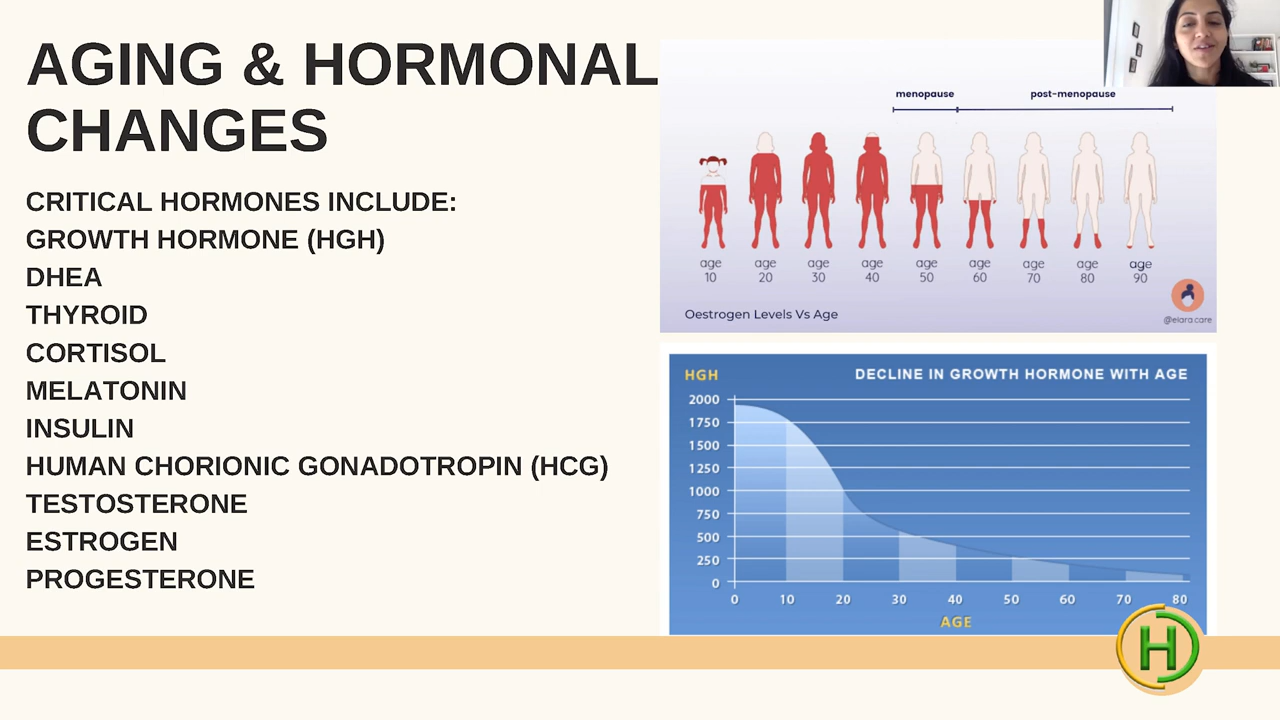 AGING & HORMONAL
CHANGES
CRITICAL HORMONES INCLUDE:
GROWTH HORMONE (HGH)
DHEA
THYROID
CORTISOL
MELATONIN
INSULIN
HUMAN CHORIONIC GONADOTROPIN (HCG)
TESTOSTERONE
ESTROGEN
PROGESTERONE
menopause post-menopause
age age age age age age age age age
10 20 30 40 50 60 70 80 90
Oestrogen Levels Vs Age
@elara.care
HGH DECLINE IN GROWTH HORMONE WITH AGE
2000
1750
1500
1250
1000
750
500
250
0
0 10 20 30 40 50 60 70 80
AGE
H